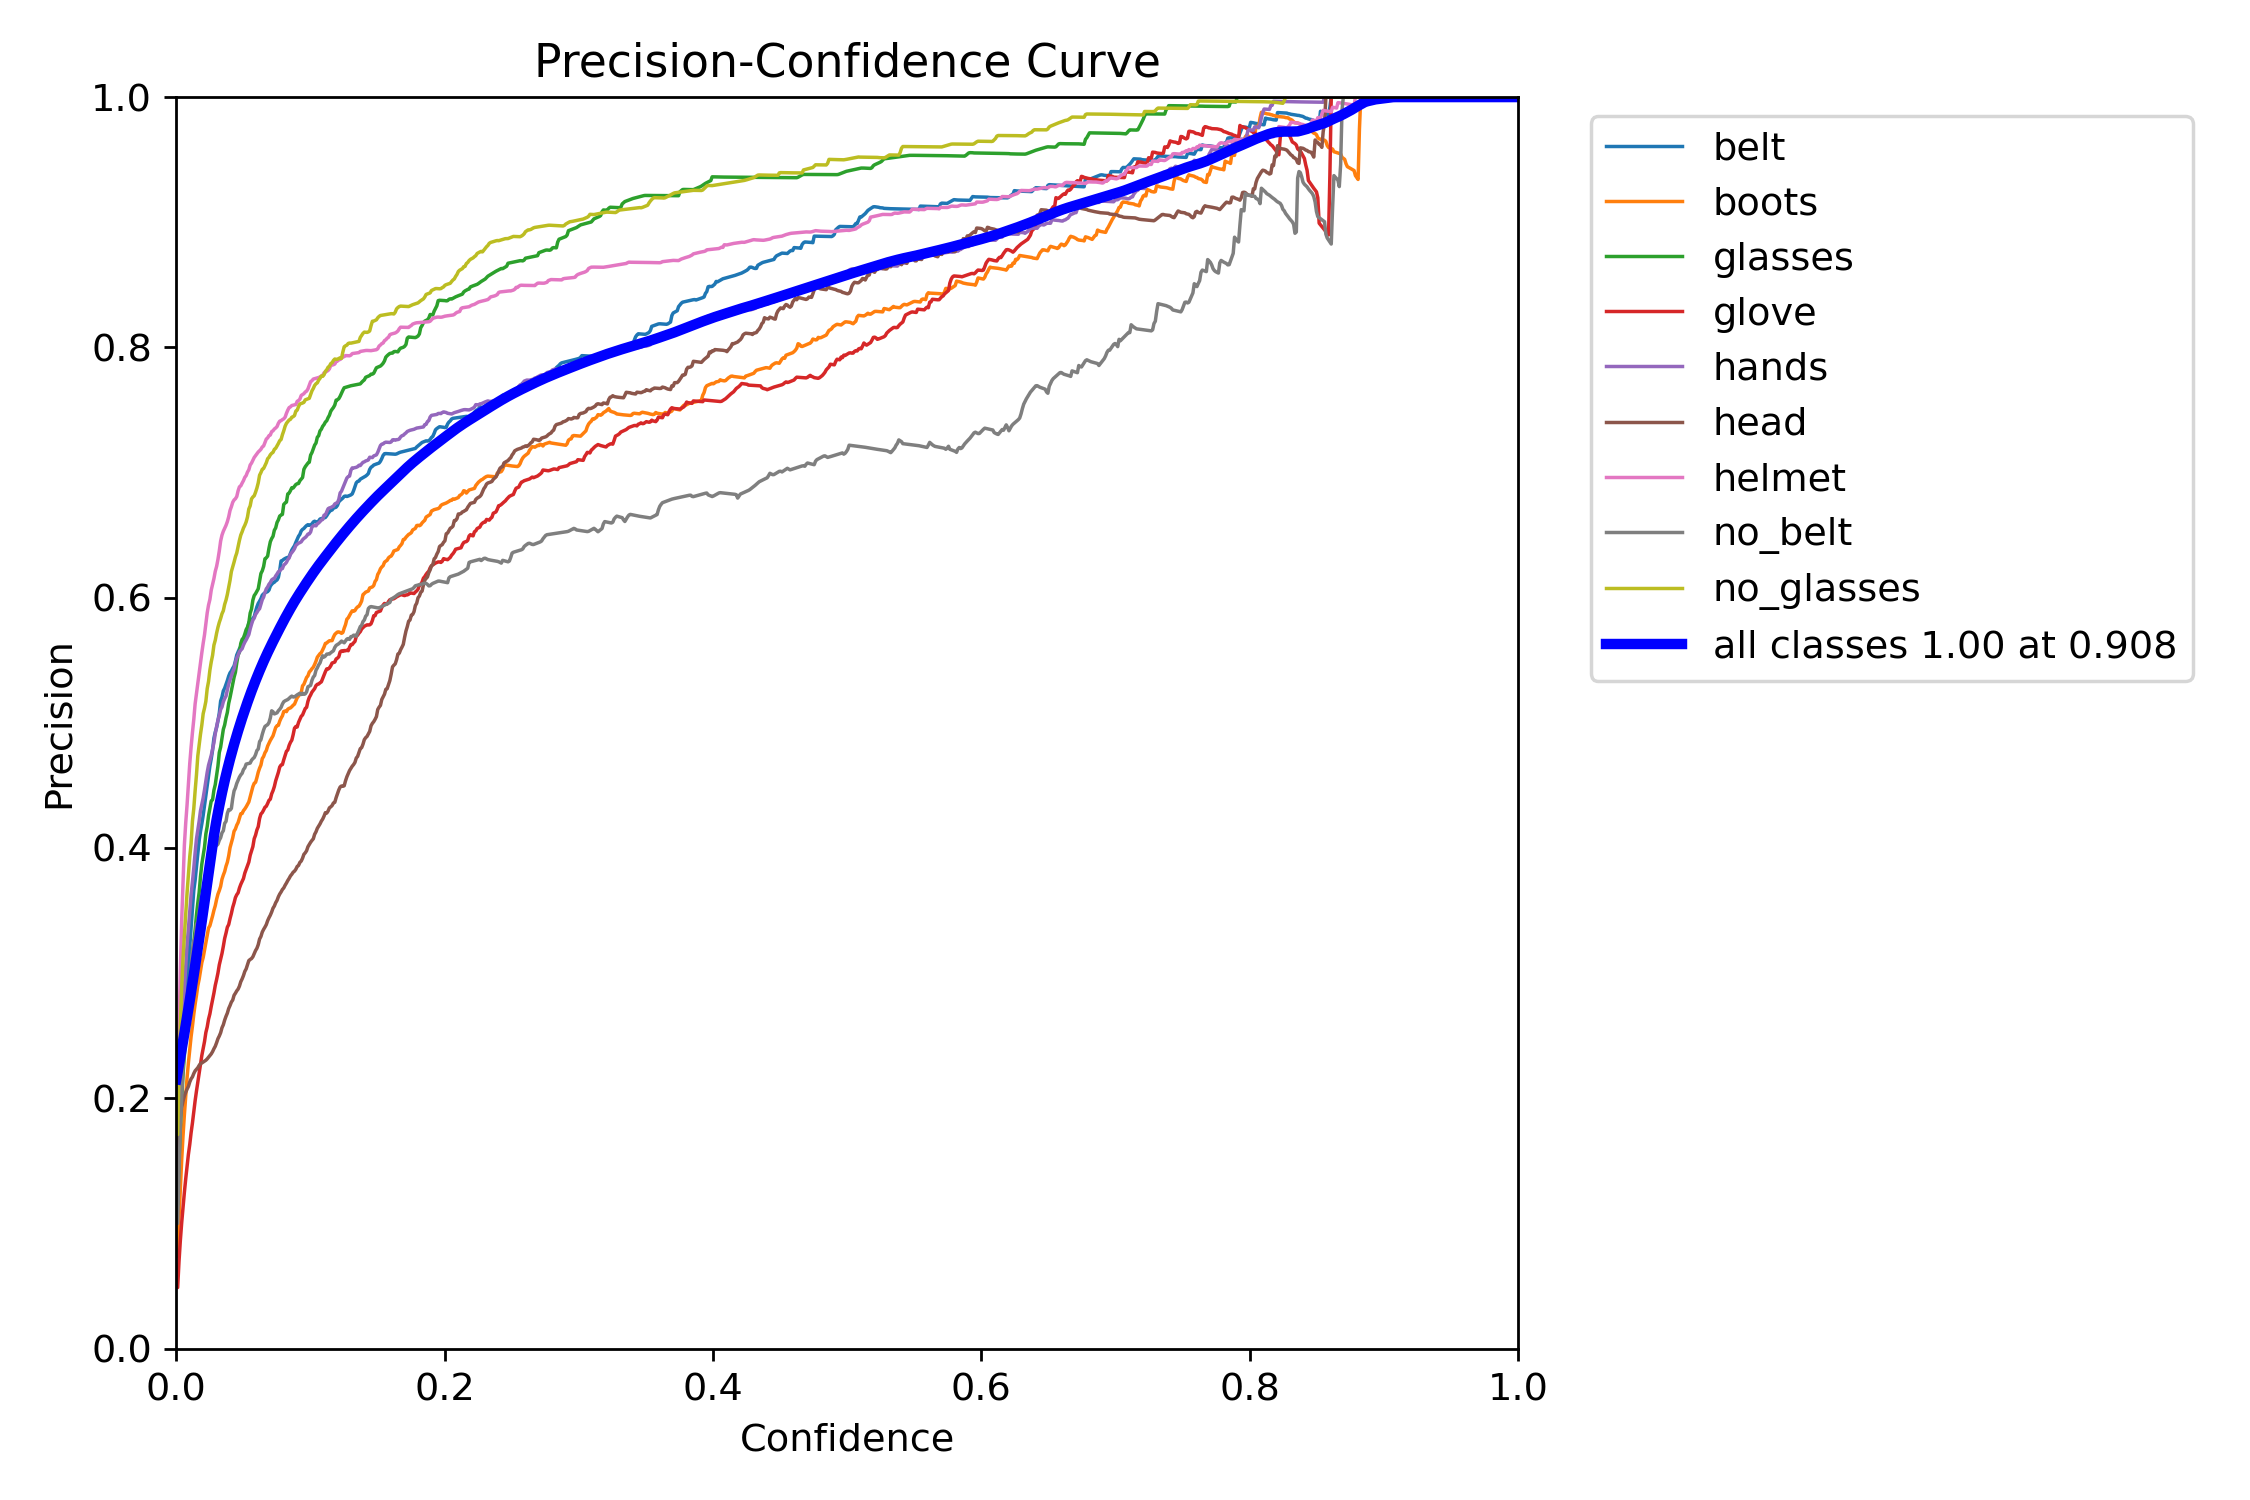 Precision-Confidence Curve
1.0
0.8
0.6
0.4
0.2
0.0
Precision
0.0 0.2 0.4 0.6 0.8 1.0
Confidence
belt
boots
glasses
glove
hands
head
helmet
no_belt
no_glasses
all classes 1.00 at 0.908